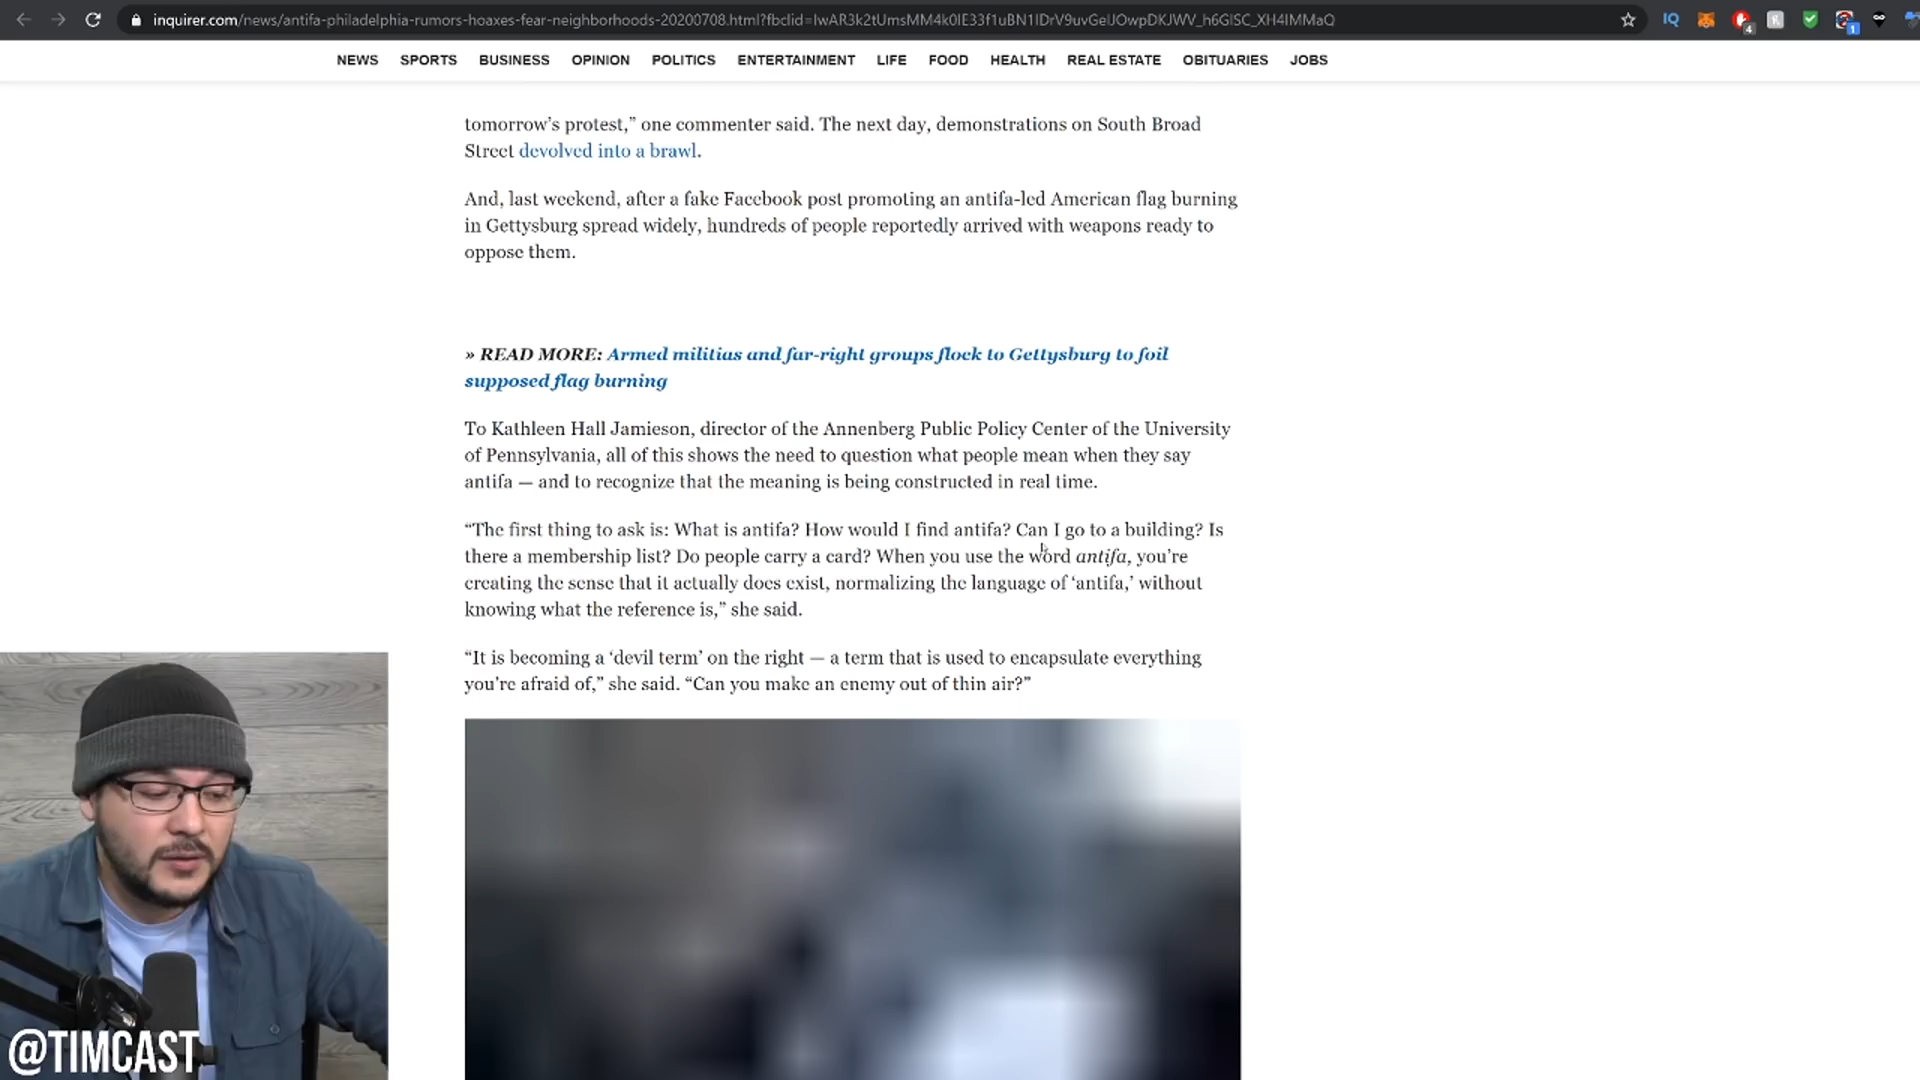 inquirer.com/news/antifa-philadelphia-rumors-hoaxes-fear-neighborhoods-20200708.html?fbclid=
NEWS SPORTS BUSINESS OPINION POLITICS ENTERTAINMENT LIFE FOOD HEALTH REAL ESTATE OBITUARIES JOBS
tomorrow’s protest,” one commenter said. The next day, demonstrations on South Broad
Street devolved into a brawl.
And, last weekend, after a fake Facebook post promoting an antifa-led American flag burning
in Gettysburg spread widely, hundreds of people reportedly arrived with weapons ready to
oppose them.
» READ MORE: Armed militias and far-right groups flock to Gettysburg to foil
supposed flag burning
To Kathleen Hall Jamieson, director of the Annenberg Public Policy Center of the University
of Pennsylvania, all of this shows the need to question what people mean when they say
antifa — and to recognize that the meaning is being constructed in real time.
“The first thing to ask is: What is antifa? How would I find antifa? Can I go to a building? Is
there a membership list? Do people carry a card? When you use the word antifa, you’re
creating the sense that it actually does exist, normalizing the language of ‘antifa,’ without
knowing what the reference is,” she said.
“It is becoming a ‘devil term’ on the right — a term that is used to encapsulate everything
you’re afraid of,” she said. “Can you make an enemy out of thin air?”
@TIMCAST